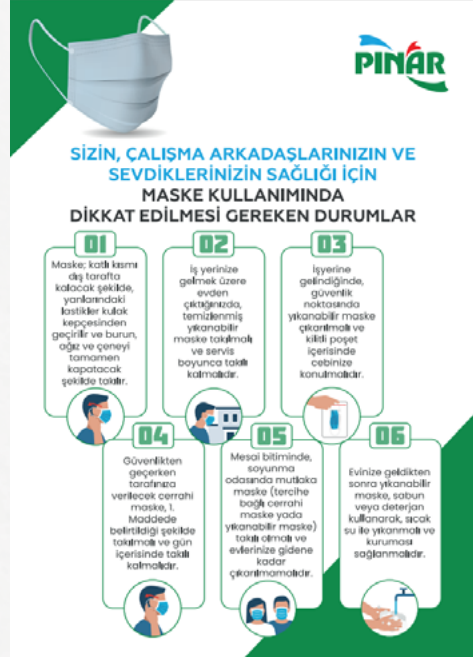 PINAR
SİZİN, ÇALIŞMA ARKADAŞLARINIZIN VE
SEVDİKLERİNİZİN SAĞLIĞI İÇİN
MASKE KULLANIMINDA
DİKKAT EDİLMESİ GEREKEN DURUMLAR
01
Maske; katlı kısmı
dış tarafta
kalacak şekilde,
yanlarındaki
lastikler kulak
kepçesinden
geçirilir ve burun,
ağız ve çeneyi
tamamen
kapatacak
şekilde takılır.
02
İş yerinize
gelmek üzere
evden
çıktığınızda,
temizlenmiş
yıkanabilir
maske takılmalı
ve servis
boyunca takılı
kalmalıdır.
03
İşyerine
gelindiğinde,
güvenlik
noktasında
yıkanabilir maske
çıkarılmalı ve
kilitli poşet
içerisinde
cebinize
konulmalıdır.
04
Güvenlikten
geçerken
tarafınıza
verilecek cerrahi
maske, 1.
Maddede
belirtildiği şekilde
takılmalı ve gün
içerisinde takılı
kalmalıdır.
05
Mesai bitiminde,
soyunma
odasında mutlaka
maske (tercihe
bağlı cerrahi
maske yada
yıkanabilir maske)
takılı olmalı ve
evlerinize gidene
kadar
çıkarılmamalıdır.
06
Evinize geldikten
sonra yıkanabilir
maske, sabun
veya deterjan
kullanarak, sıcak
su ile yıkanmalı ve
kuruması
sağlanmalıdır.